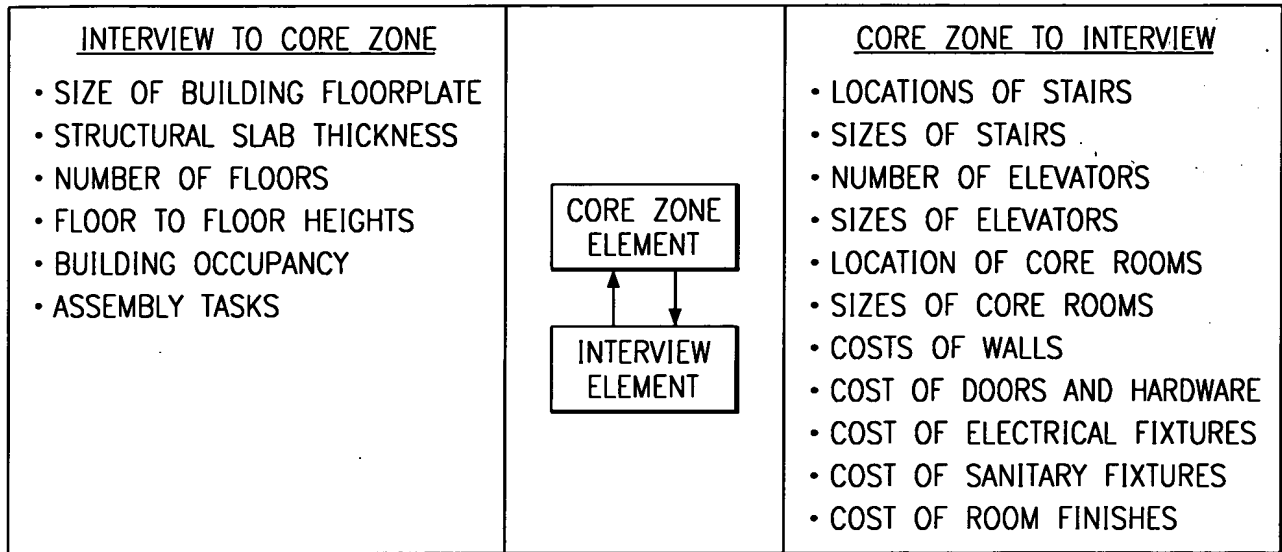 INTERVIEW TO CORE ZONE
• SIZE OF BUILDING FLOORPLATE
• STRUCTURAL SLAB THICKNESS
• NUMBER OF FLOORS
• FLOOR TO FLOOR HEIGHTS
• BUILDING OCCUPANCY
• ASSEMBLY TASKS
CORE ZONE
ELEMENT
INTERVIEW
ELEMENT
CORE ZONE TO INTERVIEW
• LOCATIONS OF STAIRS
• SIZES OF STAIRS
• NUMBER OF ELEVATORS
• SIZES OF ELEVATORS
• LOCATION OF CORE ROOMS
• SIZES OF CORE ROOMS
• COSTS OF WALLS
• COST OF DOORS AND HARDWARE
• COST OF ELECTRICAL FIXTURES
• COST OF SANITARY FIXTURES
• COST OF ROOM FINISHES